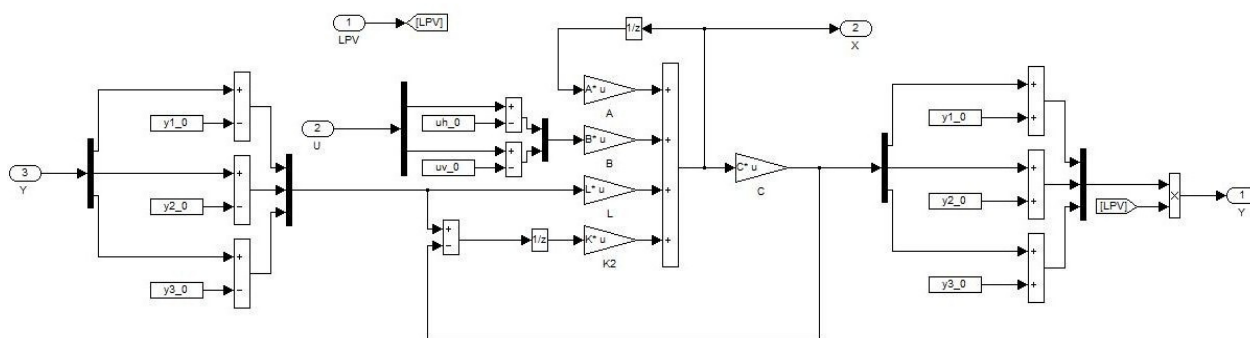 1
LPV
[LPV]
1/z
2
X
A* u
A
+
B* u
B
+
L* u
L
+
K* u
K2
+
2
U
+
uh_0
−
+
uv_0
−
3
Y
+
y1_0
−
+
y2_0
−
+
y3_0
−
+
−
1/z
C* u
C
+
y1_0
+
+
y2_0
+
+
y3_0
+
[LPV]
×
1
Y